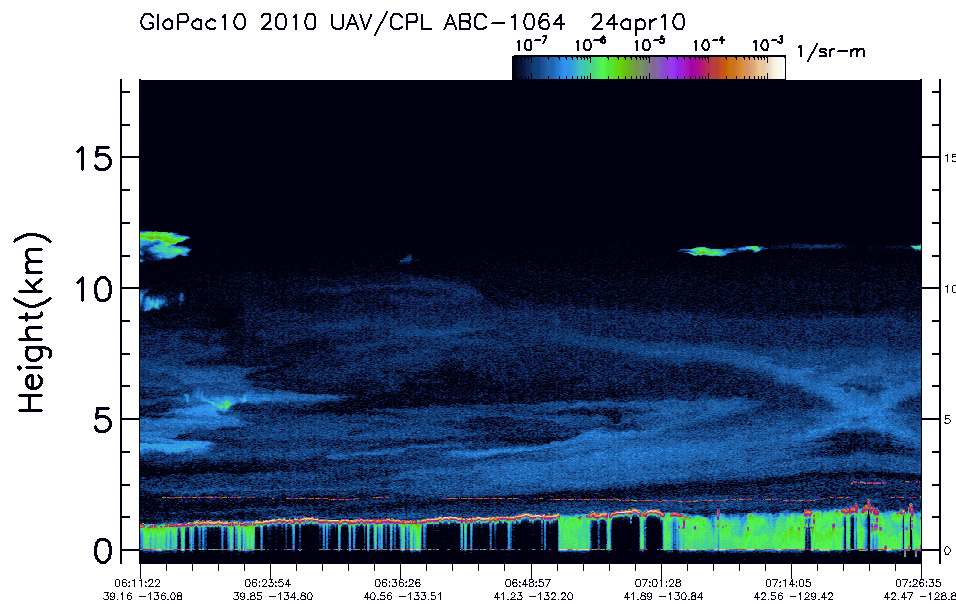 GloPac10 2010 UAV/CPL ABC-1064 24apr10
10-7 10-6 10-5 10-4 10-3 1/sr-m
Height(km)
15 15
10 10
5 5
0 0
06:11:22 06:23:54 06:36:26 06:48:57 07:01:28 07:14:05 07:26:35
39.16 -136.08 39.85 -134.80 40.56 -133.51 41.23 -132.20 41.89 -130.84 42.56 -129.42 42.47 -128.8